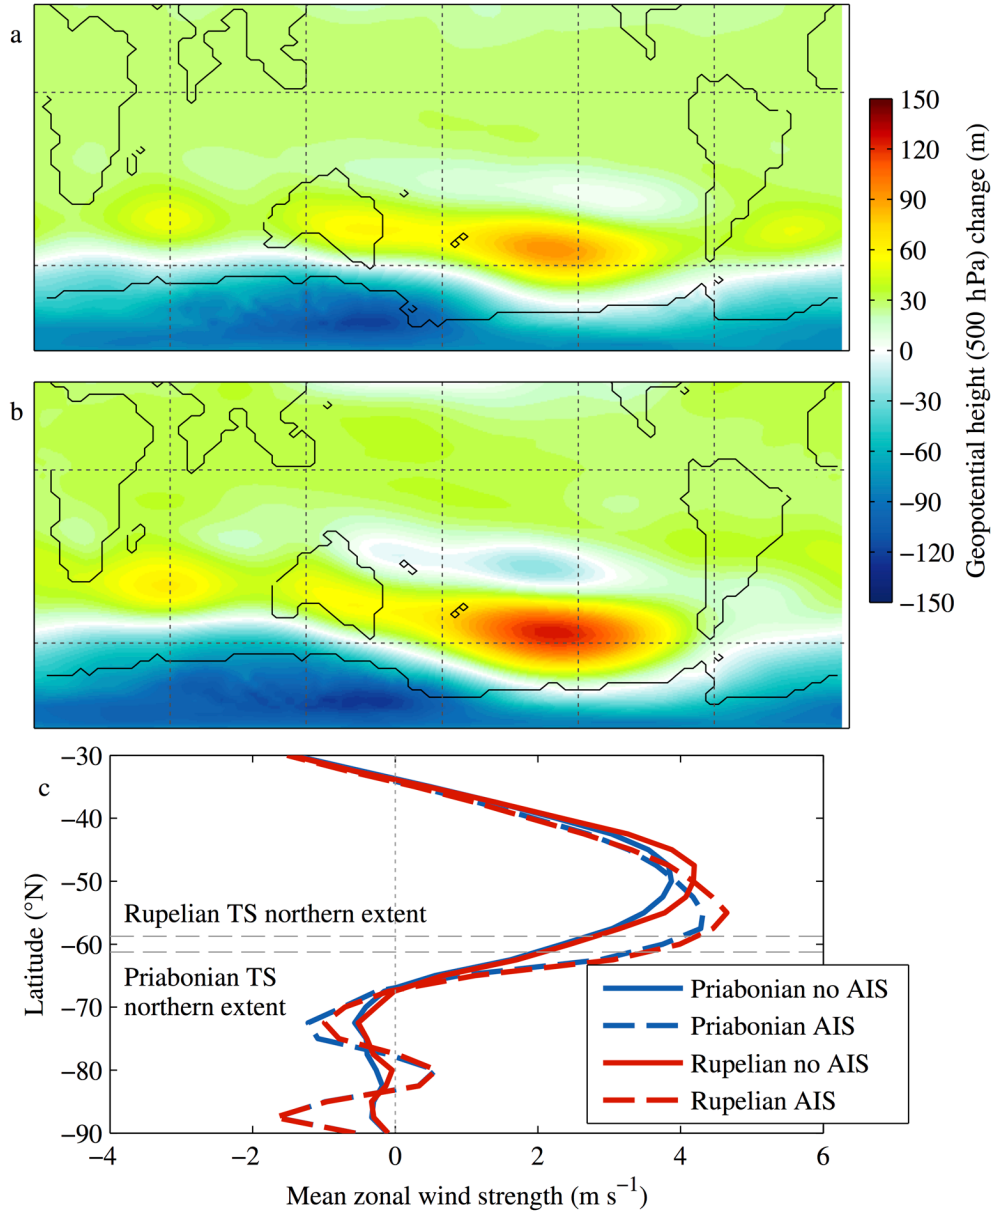 a
150
120
90
60
30
0
−30
−60
−90
−120
−150
Geopotential height (500 hPa) change (m)
b
c
−30
−40
−50
−60
−70
−80
−90
Latitude (°N)
Rupelian TS northern extent
Priabonian TS
northern extent
Priabonian no AIS
Priabonian AIS
Rupelian no AIS
Rupelian AIS
−4
−2
0
2
4
6
Mean zonal wind strength (m s⁻¹)